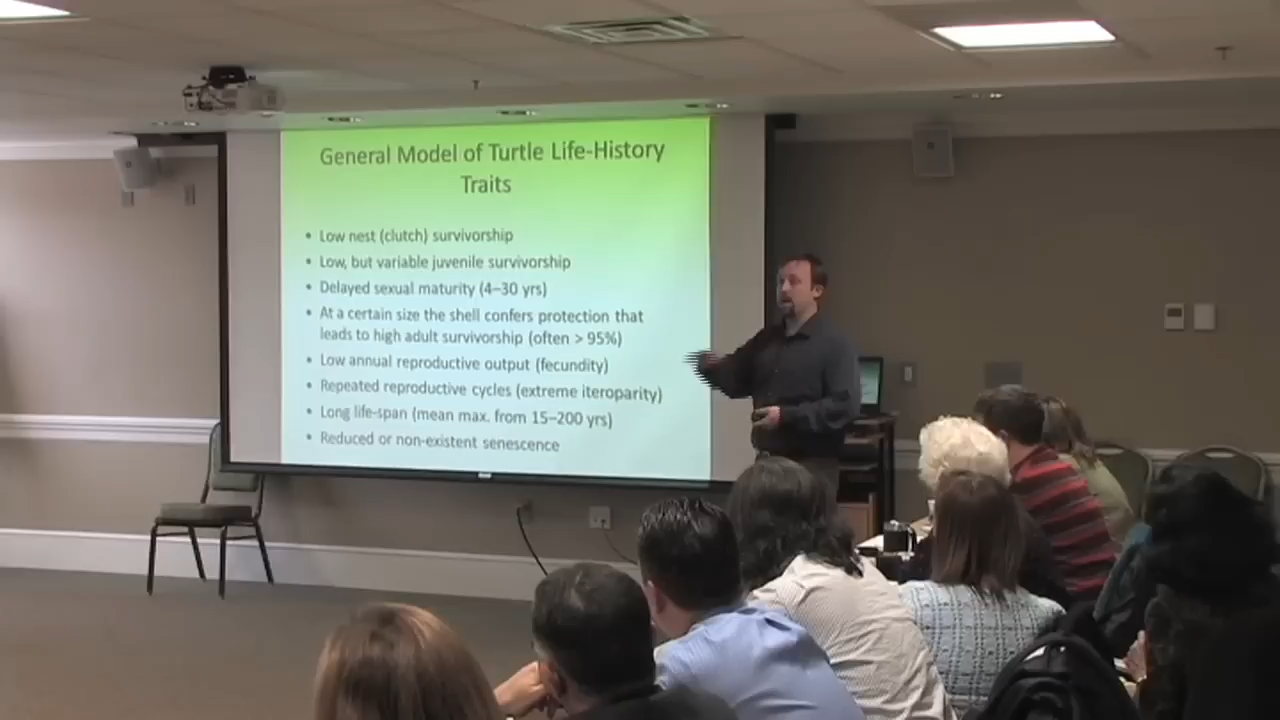 General Model of Turtle Life-History
Traits
• Low nest (clutch) survivorship
• Low, but variable juvenile survivorship
• Delayed sexual maturity (4–30 yrs)
• At a certain size the shell confers protection that
leads to high adult survivorship (often > 95%)
• Low annual reproductive output (fecundity)
• Repeated reproductive cycles (extreme iteroparity)
• Long life-span (mean max. from 15–200 yrs)
• Reduced or non-existent senescence